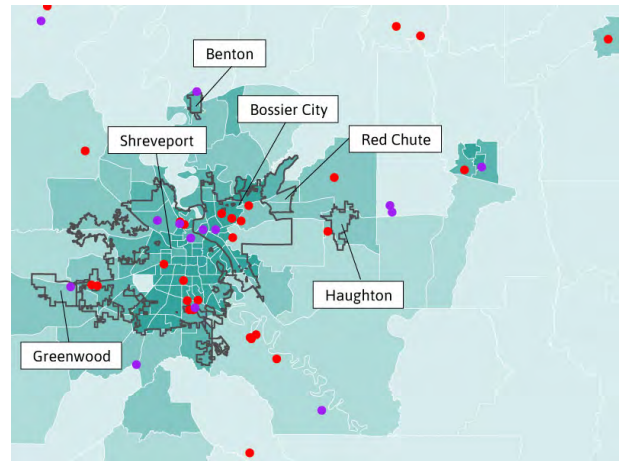 Benton
Bossier City
Shreveport
Red Chute
Haughton
Greenwood